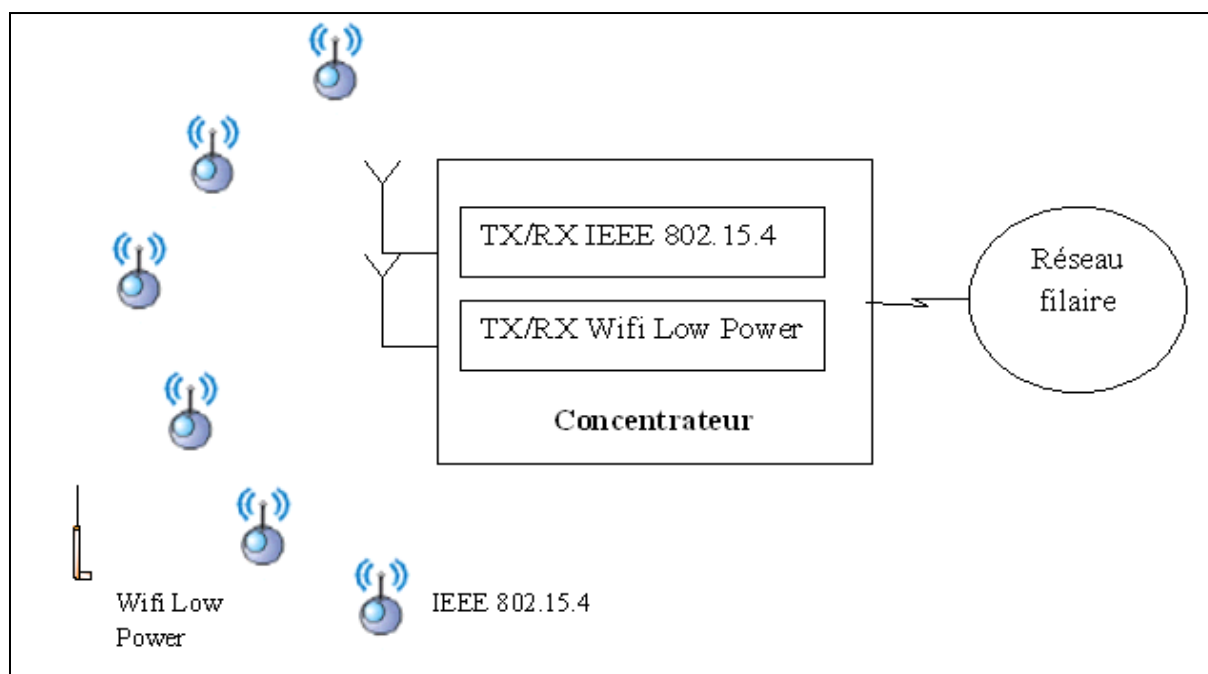 TX/RX IEEE 802.15.4
TX/RX Wifi Low Power
Concentrateur
Réseau
filaire
Wifi Low
Power
IEEE 802.15.4